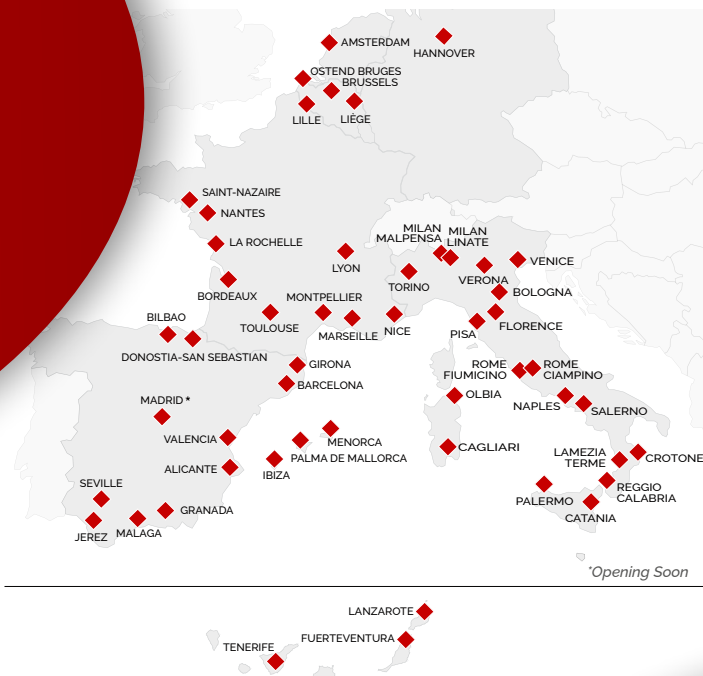 AMSTERDAM
HANNOVER
OSTEND BRUGES
BRUSSELS
LILLE
LIÈGE
SAINT-NAZAIRE
NANTES
LA ROCHELLE
LYON
BORDEAUX
MILAN
MALPENSA
MILAN
LINATE
VENICE
TORINO
VERONA
BOLOGNA
MONTPELLIER
TOULOUSE
MARSEILLE
NICE
PISA
FLORENCE
BILBAO
DONOSTIA-SAN SEBASTIAN
GIRONA
BARCELONA
ROME
FIUMICINO
ROME
CIAMPINO
MADRID *
OLBIA
NAPLES
SALERNO
VALENCIA
MENORCA
PALMA DE MALLORCA
IBIZA
ALICANTE
CAGLIARI
LAMEZIA
TERME
CROTONE
SEVILLE
JEREZ
MALAGA
GRANADA
PALERMO
REGGIO
CALABRIA
CATANIA
*Opening Soon
LANZAROTE
FUERTEVENTURA
TENERIFE